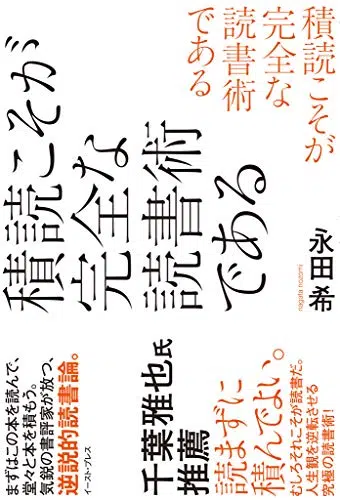 積読こそが
完全な
読書術
である
積読こそが
完全な
読書術
である
永田希
nagata nozomi
まずはこの本を読んで、
堂々と本を積もう。
気鋭の書評家が放つ、
逆説的読書論。
イースト・プレス
千葉雅也氏
推薦
読まずに
積んでよい。
むしろそれこそが読書だ。
人生観を逆転させる
究極の読書術!